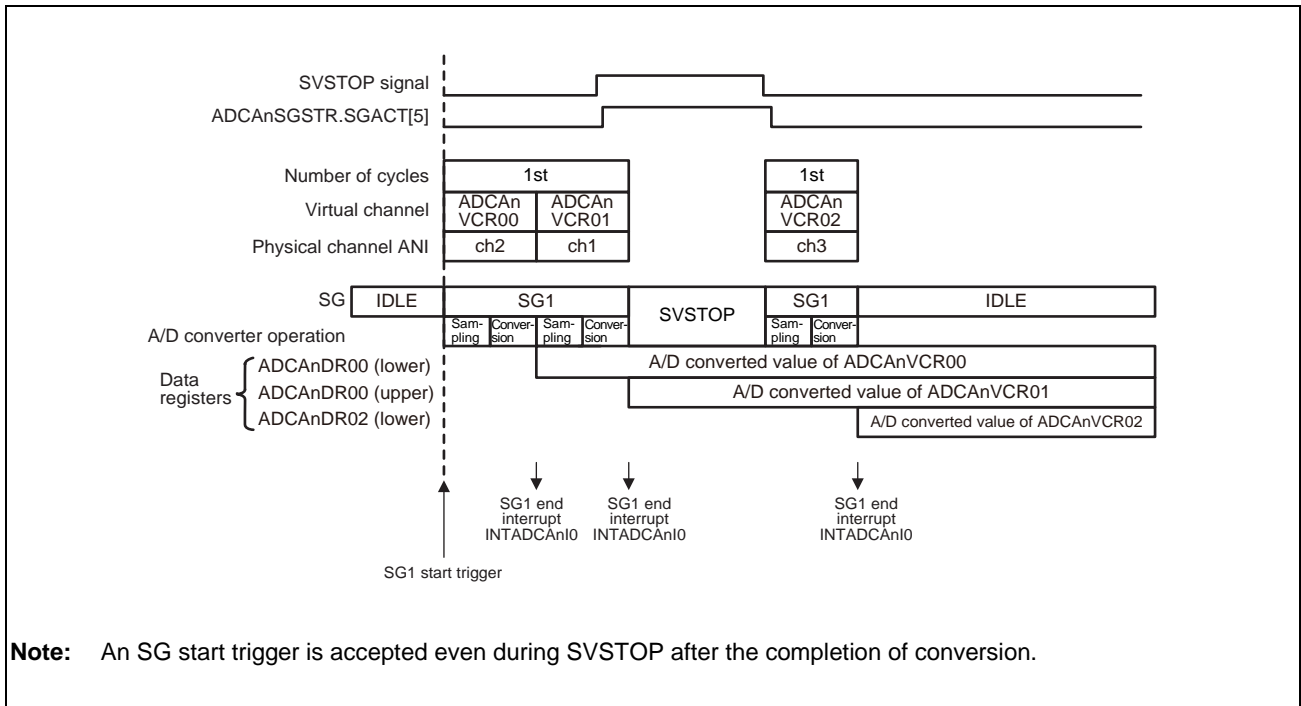 SVSTOP signal
ADCAnSGSTR.SGACT[5]
Number of cycles
1st
1st
Virtual channel
ADCAn
VCR00
ADCAn
VCR01
ADCAn
VCR02
Physical channel ANI
ch2
ch1
ch3
SG
IDLE
SG1
SVSTOP
SG1
IDLE
A/D converter operation
Sam-
pling
Conver-
sion
Sam-
pling
Conver-
sion
Sam-
pling
Conver-
sion
Data
registers
ADCAnDR00 (lower)
A/D converted value of ADCAnVCR00
ADCAnDR00 (upper)
A/D converted value of ADCAnVCR01
ADCAnDR02 (lower)
A/D converted value of ADCAnVCR02
SG1 end
interrupt
INTADCAnI0
SG1 end
interrupt
INTADCAnI0
SG1 end
interrupt
INTADCAnI0
SG1 start trigger
Note: An SG start trigger is accepted even during SVSTOP after the completion of conversion.